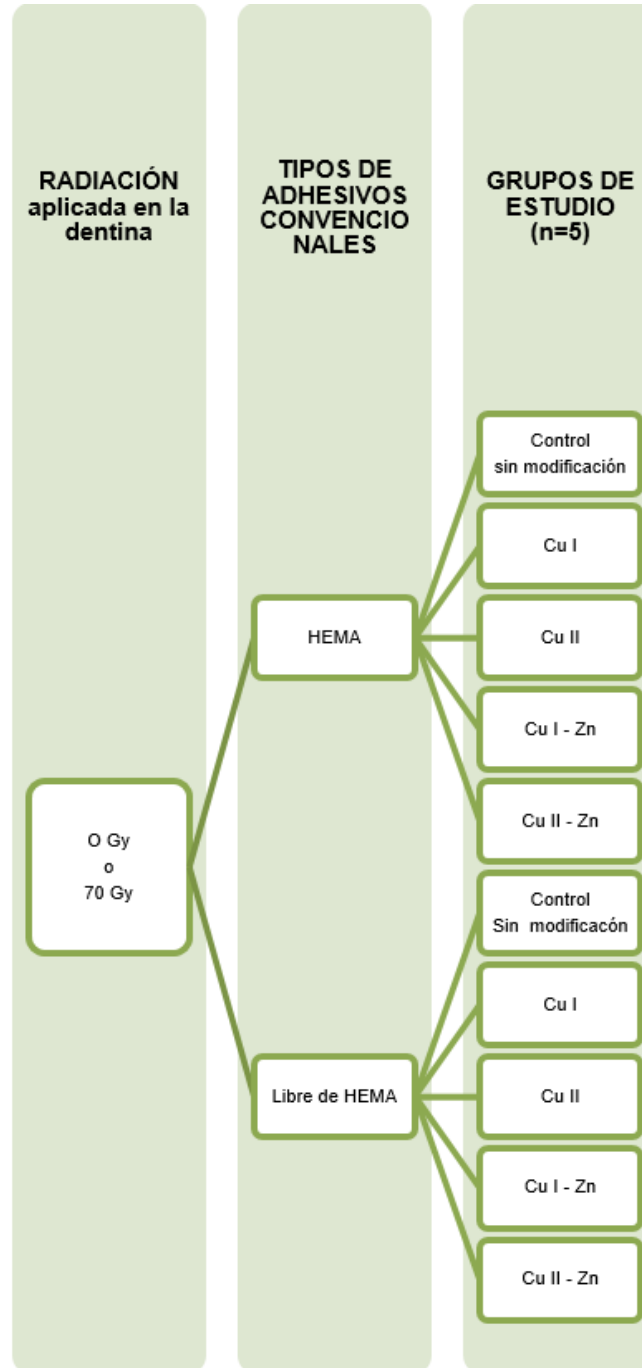 RADIACIÓN
aplicada en la
dentina
TIPOS DE
ADHESIVOS
CONVENCIO
NALES
GRUPOS DE
ESTUDIO
(n=5)
O Gy
o
70 Gy
HEMA
Control
sin modificación
Cu I
Cu II
Cu I - Zn
Cu II - Zn
Libre de HEMA
Control
Sin modificacón
Cu I
Cu II
Cu I - Zn
Cu II - Zn